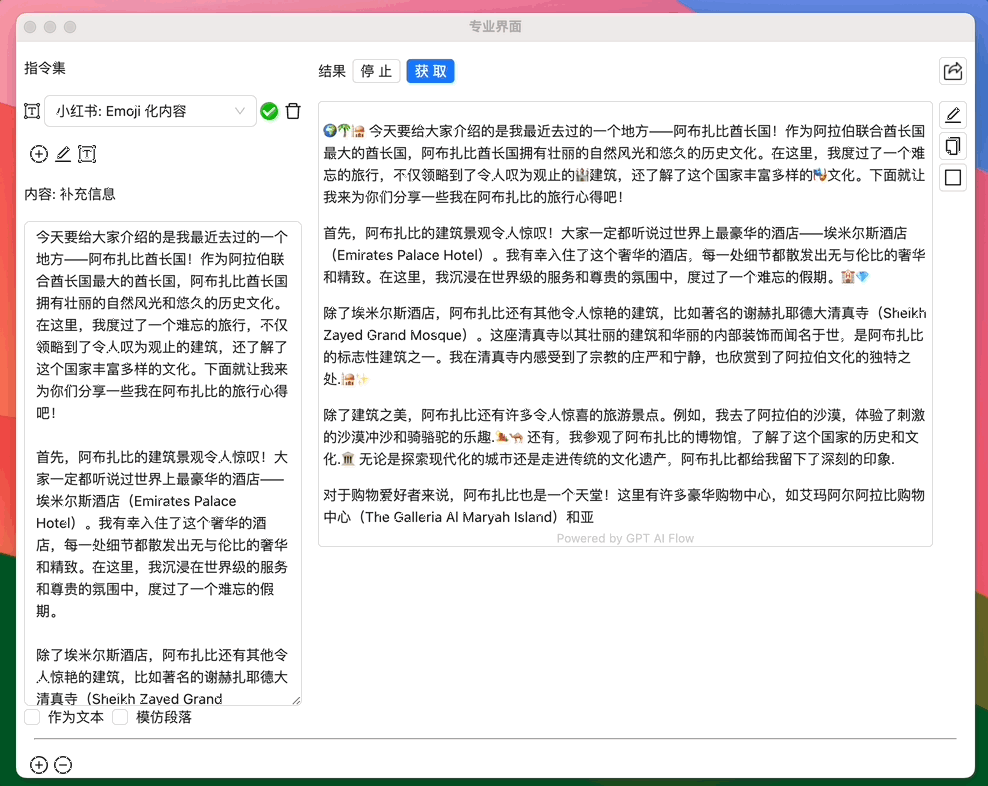 专业界面
指令集
小红书: Emoji 化内容
内容: 补充信息
今天要给大家介绍的是我最近去过的一个
地方——阿布扎比酋长国！作为阿拉伯联
合酋长国最大的酋长国，阿布扎比酋长国
拥有壮丽的自然风光和悠久的历史文化。
在这里，我度过了一个难忘的旅行，不仅
领略到了令人叹为观止的建筑，还了解了
这个国家丰富多样的文化。下面就让我来
为你们分享一些我在阿布扎比的旅行心得
吧！
首先，阿布扎比的建筑景观令人惊叹！大
家一定都听说过世界上最豪华的酒店——
埃米尔斯酒店（Emirates Palace
Hotel）。我有幸入住了这个奢华的酒
店，每一处细节都散发出无与伦比的奢华
和精致。在这里，我沉浸在世界级的服务
和尊贵的氛围中，度过了一个难忘的假
期。
除了埃米尔斯酒店，阿布扎比还有其他令
人惊艳的建筑，比如著名的谢赫扎耶德大
清真寺（Sheikh Zayed Grand
作为文本 模仿段落
结果 停止 获取
🌍🌴🕌 今天要给大家介绍的是我最近去过的一个地方——阿布扎比酋长国！作为阿拉伯联合酋长国
最大的酋长国，阿布扎比酋长国拥有壮丽的自然风光和悠久的历史文化。在这里，我度过了一个难
忘的旅行，不仅领略到了令人叹为观止的🏰建筑，还了解了这个国家丰富多样的🎭文化。下面就让
我来为你们分享一些我在阿布扎比的旅行心得吧！
首先，阿布扎比的建筑景观令人惊叹！大家一定都听说过世界上最豪华的酒店——埃米尔斯酒店
（Emirates Palace Hotel）。我有幸入住了这个奢华的酒店，每一处细节都散发出无与伦比的奢华
和精致。在这里，我沉浸在世界级的服务和尊贵的氛围中，度过了一个难忘的假期。🏨💎
除了埃米尔斯酒店，阿布扎比还有其他令人惊艳的建筑，比如著名的谢赫扎耶德大清真寺（Sheikh
Zayed Grand Mosque）。这座清真寺以其壮丽的建筑和华丽的内部装饰而闻名于世，是阿布扎比
的标志性建筑之一。我在清真寺内感受到了宗教的庄严和宁静，也欣赏到了阿拉伯文化的独特之
处.🕌✨
除了建筑之美，阿布扎比还有许多令人惊喜的旅游景点。例如，我去了阿拉伯的沙漠，体验了刺激
的沙漠冲沙和骑骆驼的乐趣.🏜️🐪 还有，我参观了阿布扎比的博物馆，了解了这个国家的历史和文
化.🏛️ 无论是探索现代化的城市还是走进传统的文化遗产，阿布扎比都给我留下了深刻的印象.
对于购物爱好者来说，阿布扎比也是一个天堂！这里有许多豪华购物中心，如艾玛阿尔阿拉比购物
中心（The Galleria Al Maryah Island）和亚
Powered by GPT AI Flow